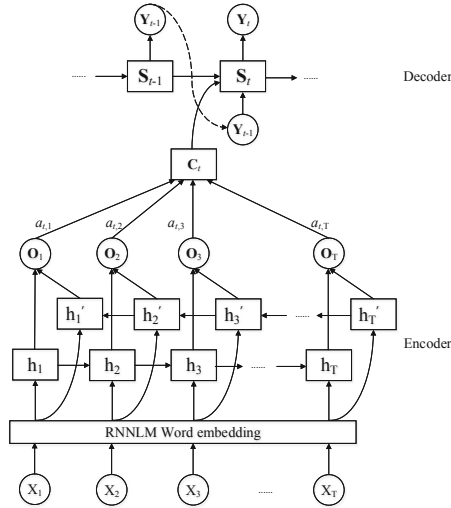 Y_{t-1} Y_t
...... S_{t-1} S_t ...... Decoder
Y_{t-1}
C_t
a_{t,1} a_{t,2} a_{t,3} a_{t,T}
O_1 O_2 O_3 O_T
h_1′ h_2′ h_3′ ...... h_T′
Encoder
h_1 h_2 h_3 ...... h_T
RNNLM Word embedding
X_1 X_2 X_3 ...... X_T